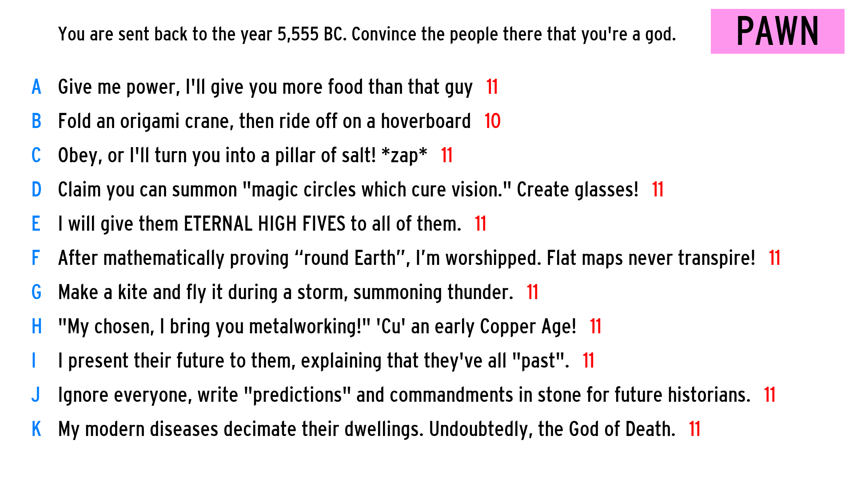 You are sent back to the year 5,555 BC. Convince the people there that you're a god.
PAWN
A Give me power, I'll give you more food than that guy 11
B Fold an origami crane, then ride off on a hoverboard 10
C Obey, or I'll turn you into a pillar of salt! *zap* 11
D Claim you can summon "magic circles which cure vision." Create glasses! 11
E I will give them ETERNAL HIGH FIVES to all of them. 11
F After mathematically proving “round Earth”, I’m worshipped. Flat maps never transpire! 11
G Make a kite and fly it during a storm, summoning thunder. 11
H "My chosen, I bring you metalworking!" 'Cu' an early Copper Age! 11
I I present their future to them, explaining that they've all "past". 11
J Ignore everyone, write "predictions" and commandments in stone for future historians. 11
K My modern diseases decimate their dwellings. Undoubtedly, the God of Death. 11